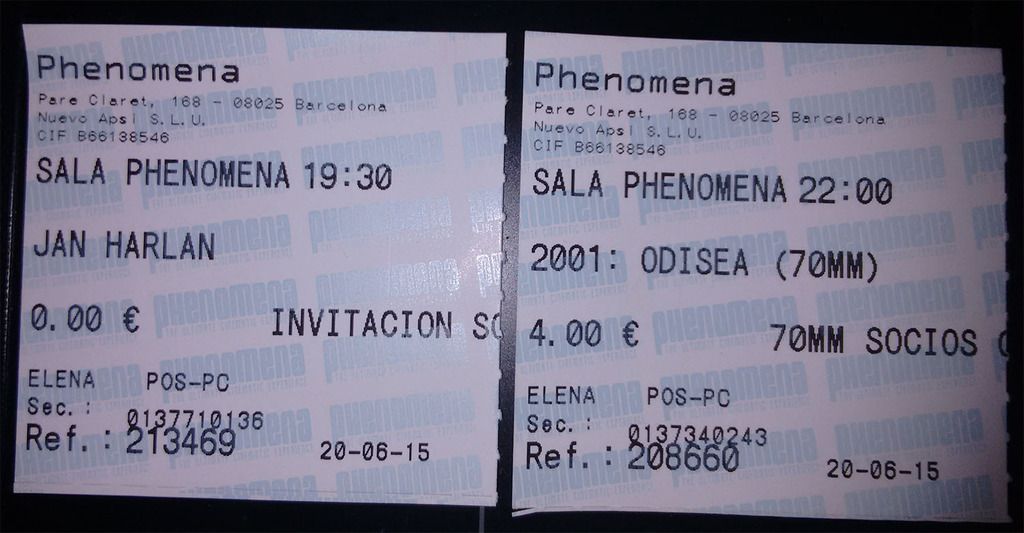 Phenomena
Pare Claret, 168 - 08025 Barcelona
Nuevo Apsi S.L.U.
CIF B66138546
SALA PHENOMENA 19:30
JAN HARLAN
0.00 €
INVITACION SO
ELENA POS-PC
Sec.: 0137710136
Ref.: 213469
20-06-15
Phenomena
Pare Claret, 168 - 08025 Barcelona
Nuevo Apsi S.L.U.
CIF B66138546
SALA PHENOMENA 22:00
2001: ODISEA (70MM)
4.00 €
70MM SOCIOS
ELENA POS-PC
Sec.: 0137340243
Ref.: 208660
20-06-15